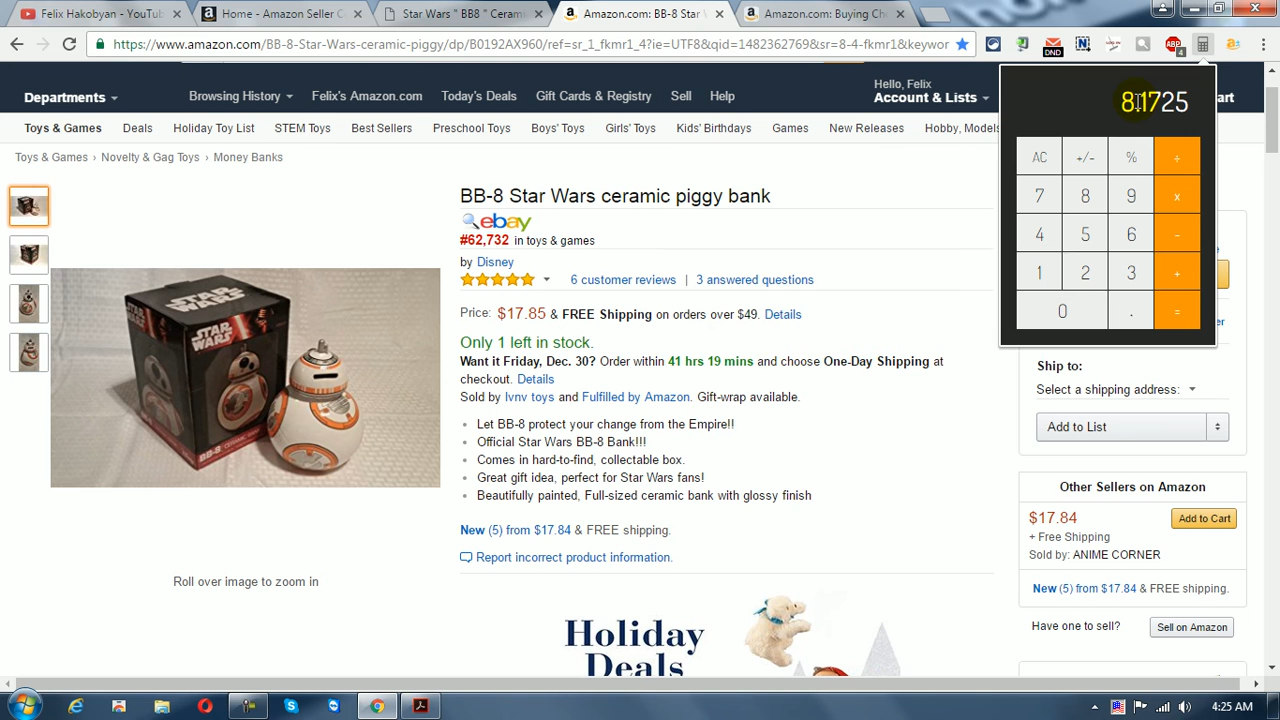 Felix Hakobyan - YouTub
Home - Amazon Seller C
Star Wars " BB8 " Cerami
Amazon.com: BB-8 Star W
Amazon.com: Buying Cho
https://www.amazon.com/BB-8-Star-Wars-ceramic-piggy/dp/B0192AX960/ref=sr_1_fkmr1_4?ie=UTF8&qid=1482362769&sr=8-4-fkmr1&keywor
DND
ABP
4
Departments
Browsing History
Felix's Amazon.com
Today's Deals
Gift Cards & Registry
Sell
Help
Hello, Felix
Account & Lists
art
Toys & Games
Deals
Holiday Toy List
STEM Toys
Best Sellers
Preschool Toys
Boys' Toys
Girls' Toys
Kids' Birthdays
Games
New Releases
Hobby, Models
Toys & Games › Novelty & Gag Toys › Money Banks
8.1725
AC +/- % ÷
7 8 9 x
4 5 6 -
1 2 3 +
0 . =
BB-8 Star Wars ceramic piggy bank
ebay
#62,732 in toys & games
by Disney
6 customer reviews | 3 answered questions
Price: $17.85 & FREE Shipping on orders over $49. Details
Only 1 left in stock.
Want it Friday, Dec. 30? Order within 41 hrs 19 mins and choose One-Day Shipping at
checkout. Details
Sold by lvnv toys and Fulfilled by Amazon. Gift-wrap available.
Let BB-8 protect your change from the Empire!!
Official Star Wars BB-8 Bank!!!
Comes in hard-to-find, collectable box.
Great gift idea, perfect for Star Wars fans!
Beautifully painted, Full-sized ceramic bank with glossy finish
New (5) from $17.84 & FREE shipping.
Report incorrect product information.
STAR WARS
STAR WARS
Roll over image to zoom in
Holiday
Deals
Ship to:
Select a shipping address:
Add to List
Other Sellers on Amazon
$17.84
Add to Cart
+ Free Shipping
Sold by: ANIME CORNER
New (5) from $17.84 & FREE shipping.
Have one to sell?
Sell on Amazon
4:25 AM